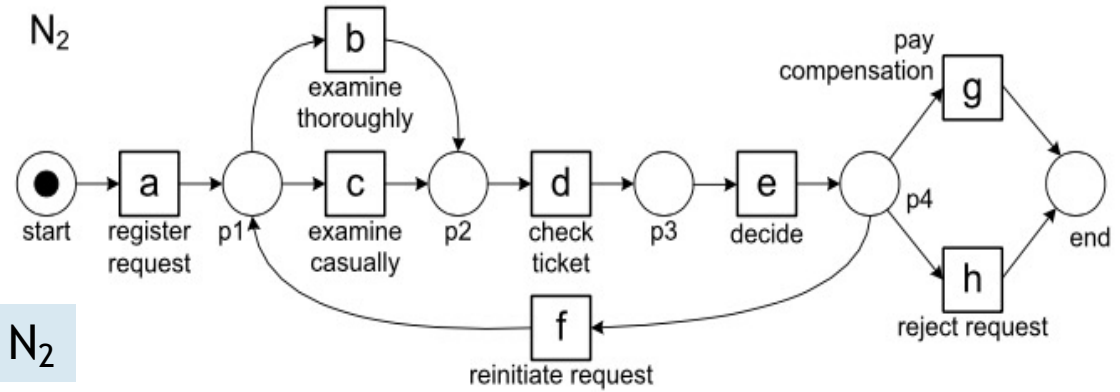 N₂
b
examine
thoroughly
pay
compensation
g
a
c
d
e
start
register
request
p1
examine
casually
p2
check
ticket
p3
decide
p4
end
h
reject request
f
reinitiate request
N₂